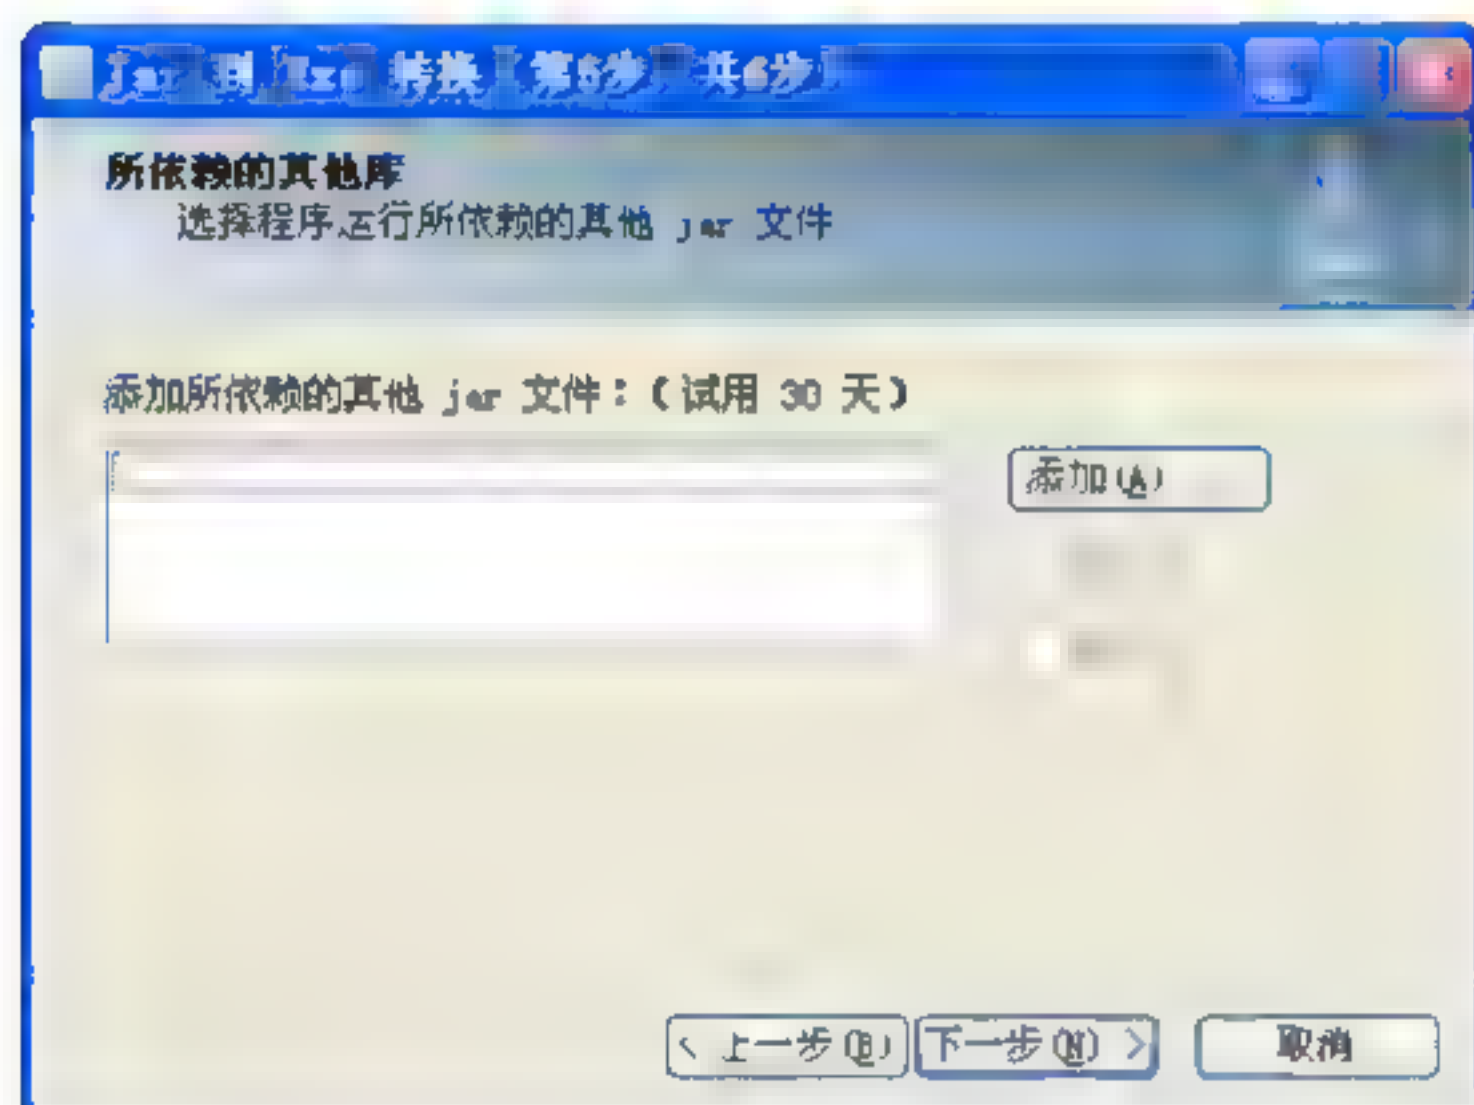 jar 到 exe 转换（第5步，共6步）
所依赖的其他库
选择程序运行所依赖的其他 jar 文件
添加所依赖的其他 jar 文件：(试用 30 天)
添加(A)
< 上一步(B)
下一步(N) >
取消